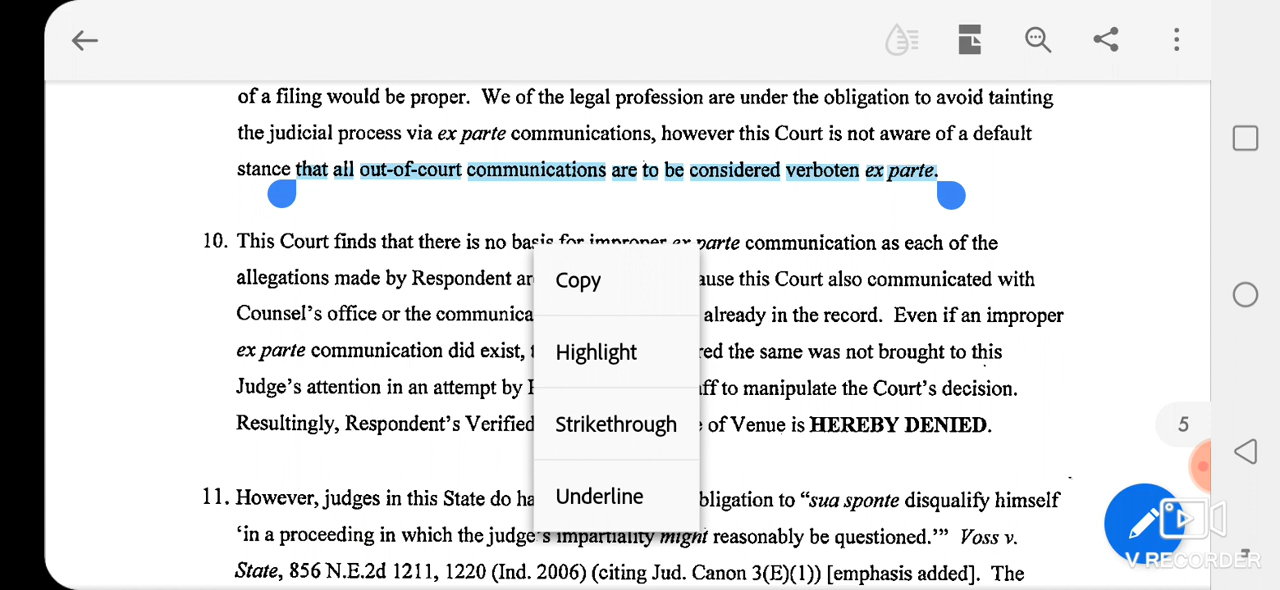 of a filing would be proper. We of the legal profession are under the obligation to avoid tainting
the judicial process via ex parte communications, however this Court is not aware of a default
stance that all out-of-court communications are to be considered verboten ex parte.
10. This Court finds that there is no basis for improper ex parte communication as each of the
allegations made by Respondent ause this Court also communicated with
Counsel's office or the communica already in the record. Even if an improper
ex parte communication did exist, red the same was not brought to this
Judge's attention in an attempt by ff to manipulate the Court's decision.
Resultingly, Respondent's Verified of Venue is HEREBY DENIED.
11. However, judges in this State do ha bligation to "sua sponte disqualify himself
'in a proceeding in which the judge's impartiality might reasonably be questioned.'" Voss v.
State, 856 N.E.2d 1211, 1220 (Ind. 2006) (citing Jud. Canon 3(E)(1)) [emphasis added]. The
Copy
Highlight
Strikethrough
Underline
5
V RECORDER